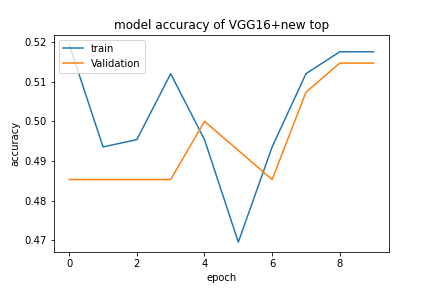 model accuracy of VGG16+new top
train
Validation
0.52
0.51
0.50
0.49
0.48
0.47
accuracy
0 2 4 6 8
epoch